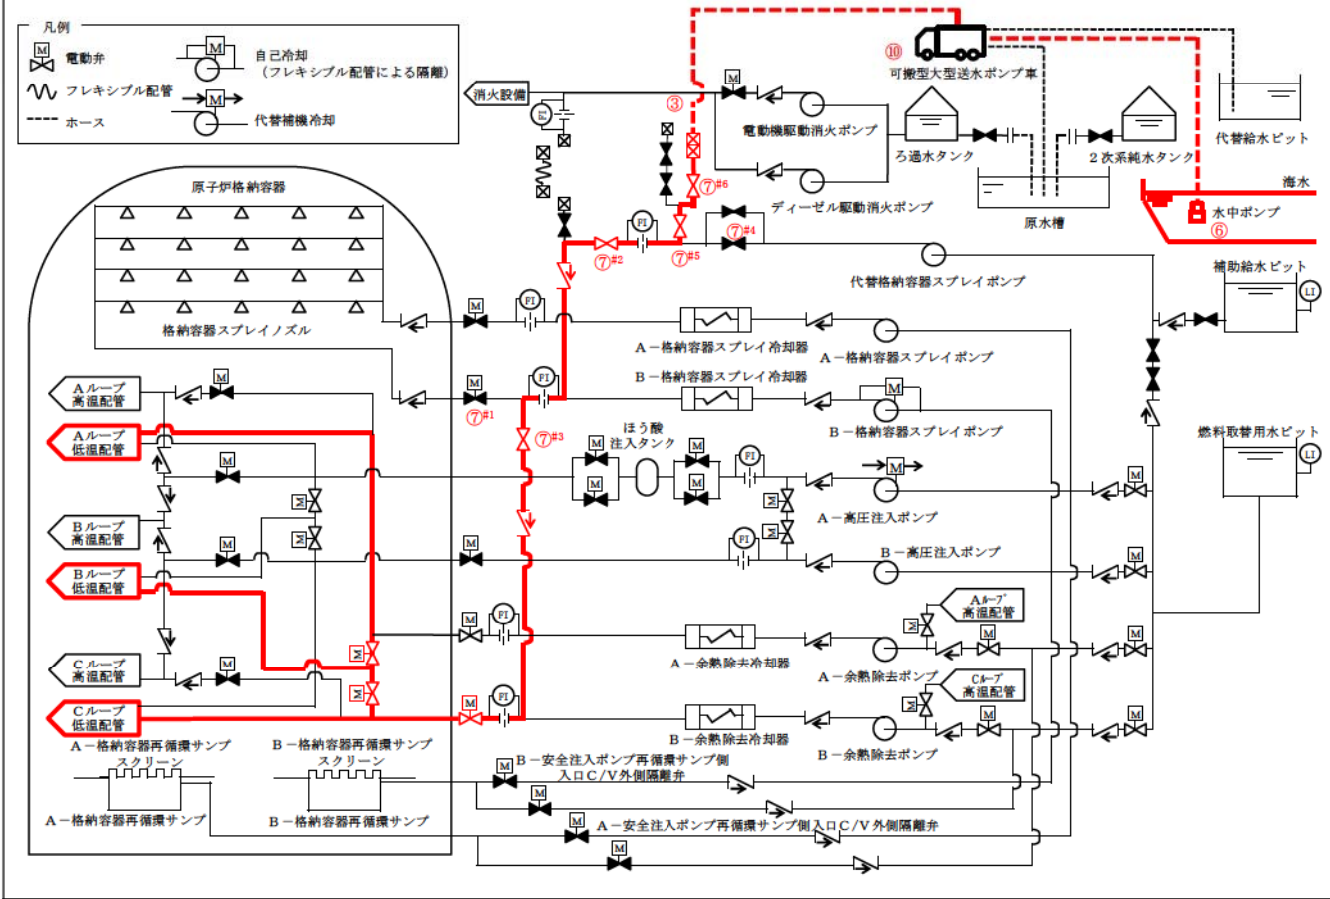 凡例
M
電動弁
フレキシブル配管
ホース
M
自己冷却
(フレキシブル配管による隔離)
M
代替補機冷却
消火設備
FI
③
M
電動機駆動消火ポンプ
ディーゼル駆動消火ポンプ
⑩
可搬型大型送水ポンプ車
ろ過水タンク
2次系純水タンク
原水槽
代替給水ピット
海水
水中ポンプ
⑥
⑦#6
⑦#5
⑦#4
⑦#2
FI
代替格納容器スプレイポンプ
補助給水ピット
LI
原子炉格納容器
格納容器スプレイノズル
M
FI
A-格納容器スプレイ冷却器
A-格納容器スプレイポンプ
M
⑦#1
FI
B-格納容器スプレイ冷却器
M
B-格納容器スプレイポンプ
⑦#3
燃料取替用水ピット
LI
Aループ
高温配管
M
Aループ
低温配管
M
M
ほう酸
注入タンク
M
M
M
M
FI
M
A-高圧注入ポンプ
M
M
M
Bループ
高温配管
M
M
M
FI
B-高圧注入ポンプ
M
Bループ
低温配管
M
M
FI
A-余熱除去冷却器
A-余熱除去ポンプ
Aループ
高温配管
M
M
M
Cループ
高温配管
M
M
Cループ
低温配管
M
FI
B-余熱除去冷却器
B-余熱除去ポンプ
Cループ
高温配管
M
M
M
A-格納容器再循環サンプ
スクリーン
B-格納容器再循環サンプ
スクリーン
A-格納容器再循環サンプ
B-格納容器再循環サンプ
M
B-安全注入ポンプ再循環サンプ側
入口C/V外側隔離弁
M
M
A-安全注入ポンプ再循環サンプ側入口C/V外側隔離弁
M